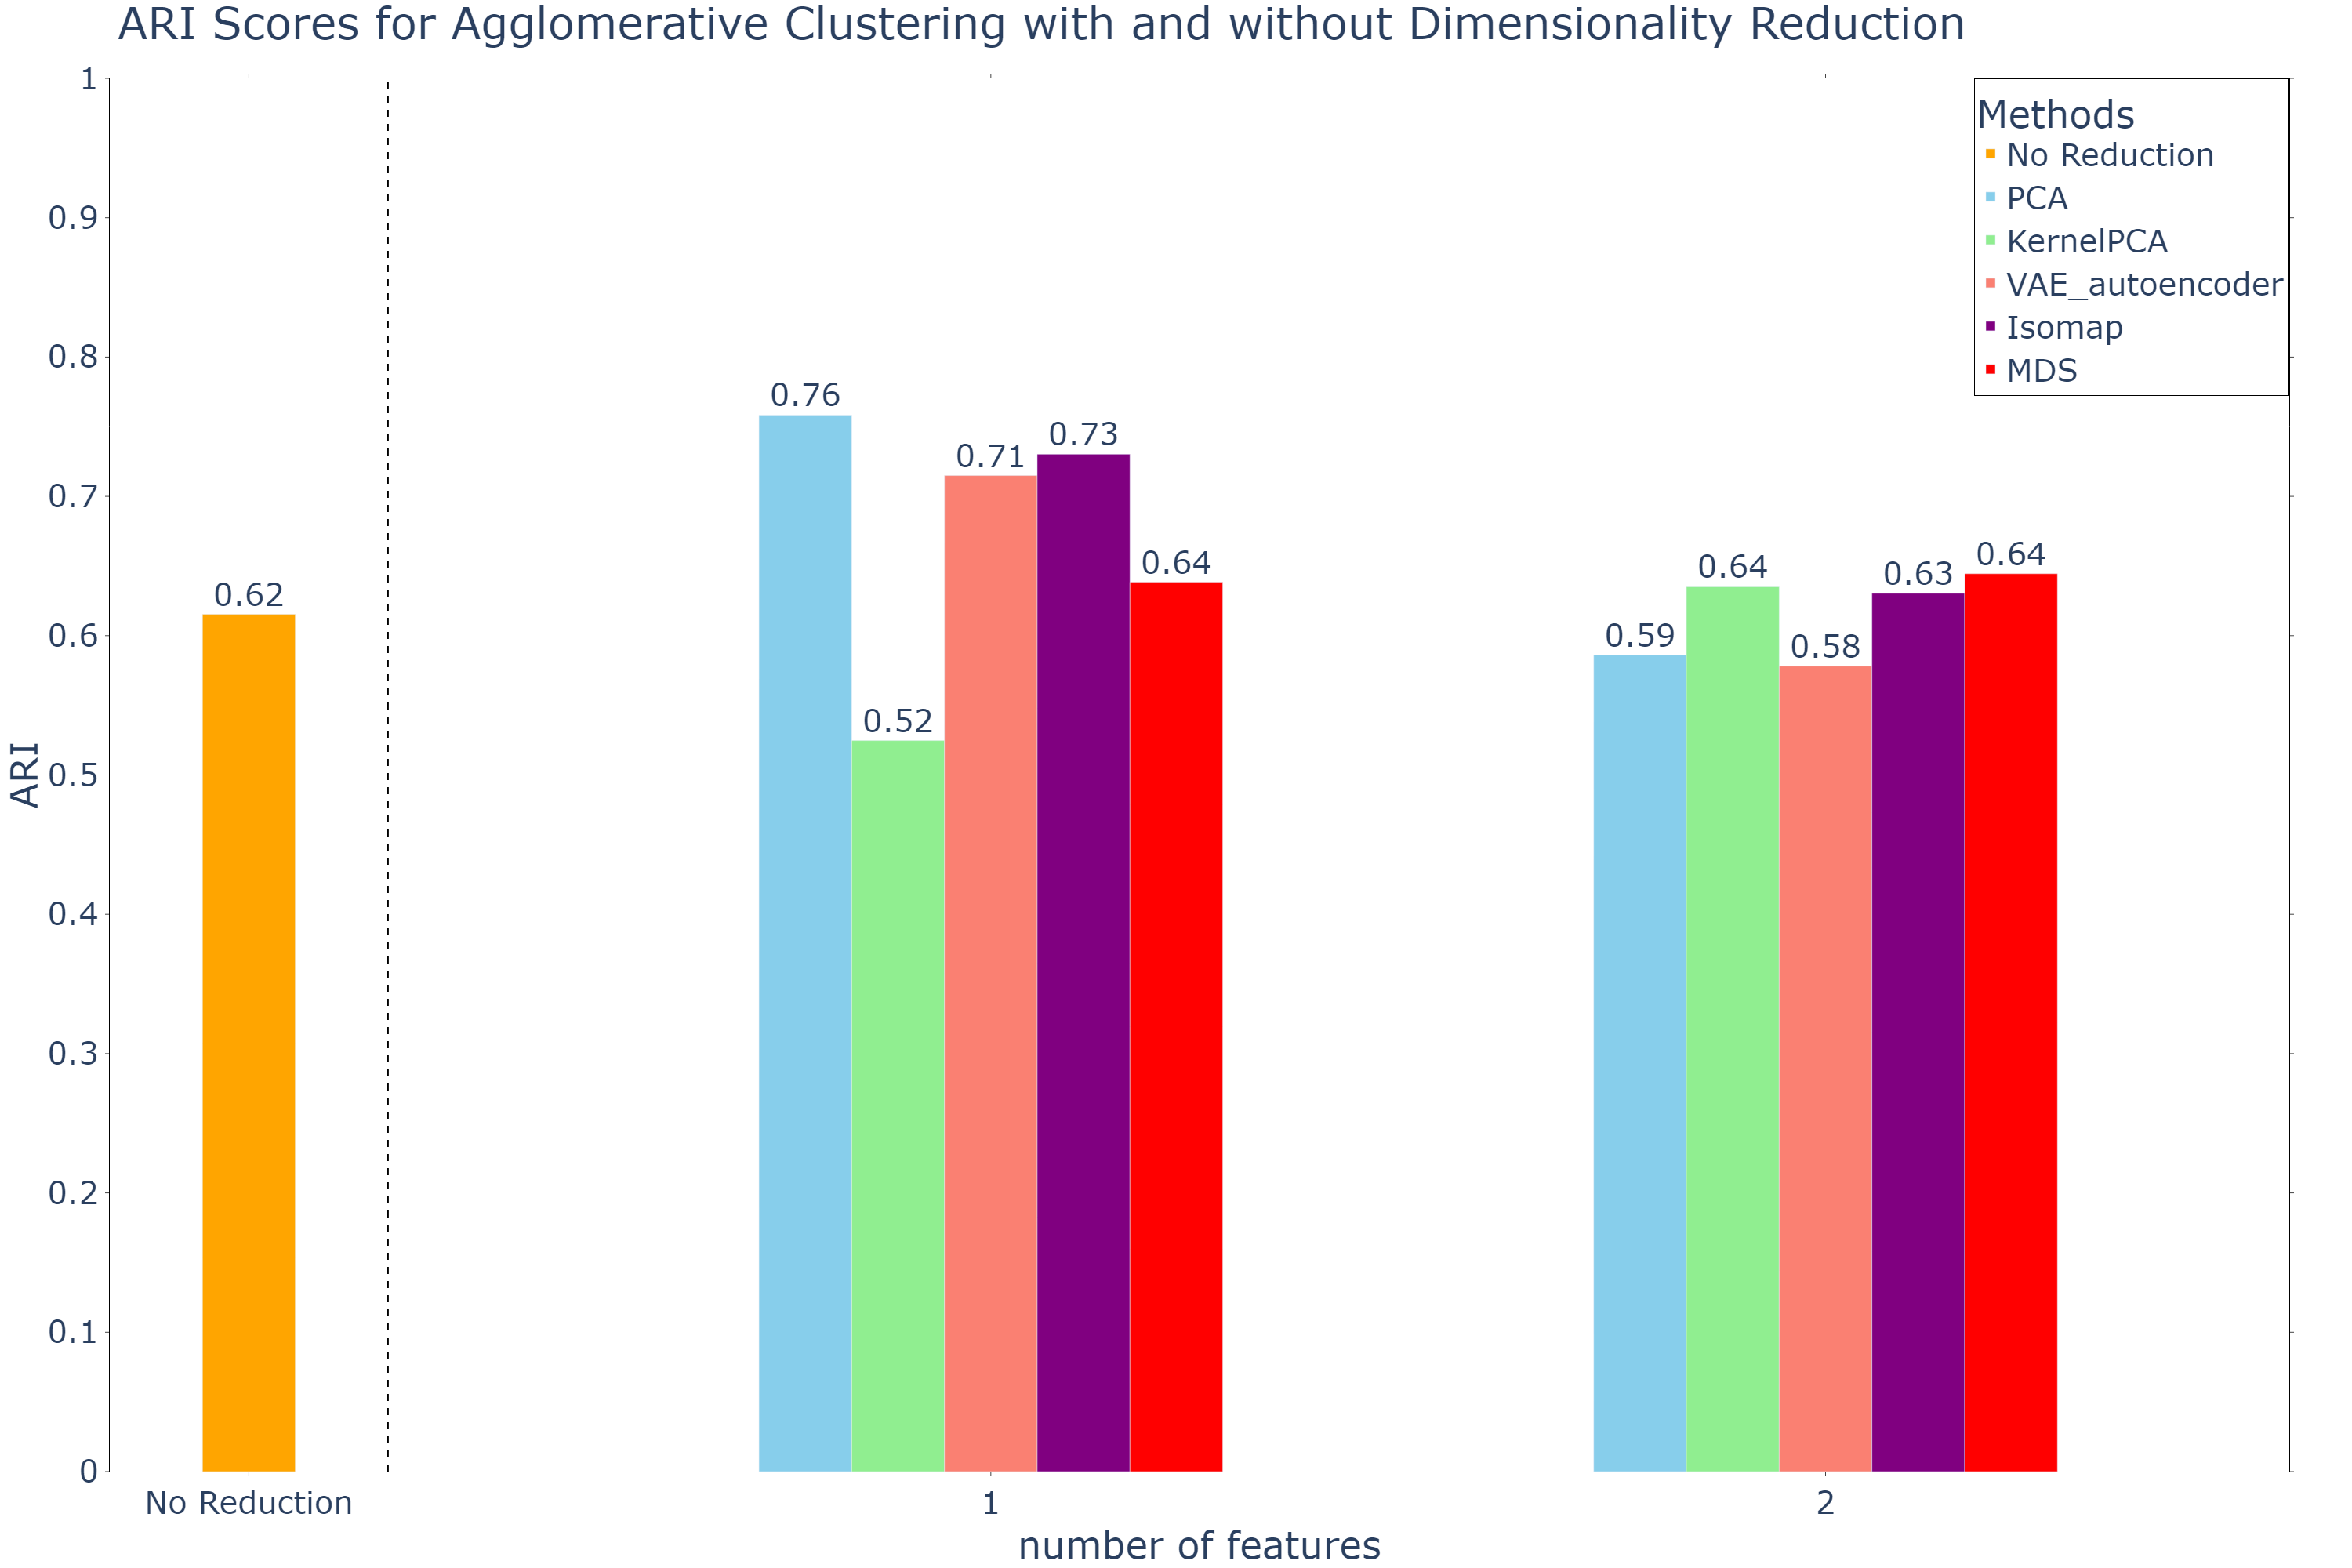 ARI Scores for Agglomerative Clustering with and without Dimensionality Reduction
1
0.9
0.8
0.7
0.6
0.5
0.4
0.3
0.2
0.1
0
ARI
0.62
0.76
0.52
0.71
0.73
0.64
0.59
0.64
0.58
0.63
0.64
Methods
No Reduction
PCA
KernelPCA
VAE_autoencoder
Isomap
MDS
No Reduction
1
2
number of features